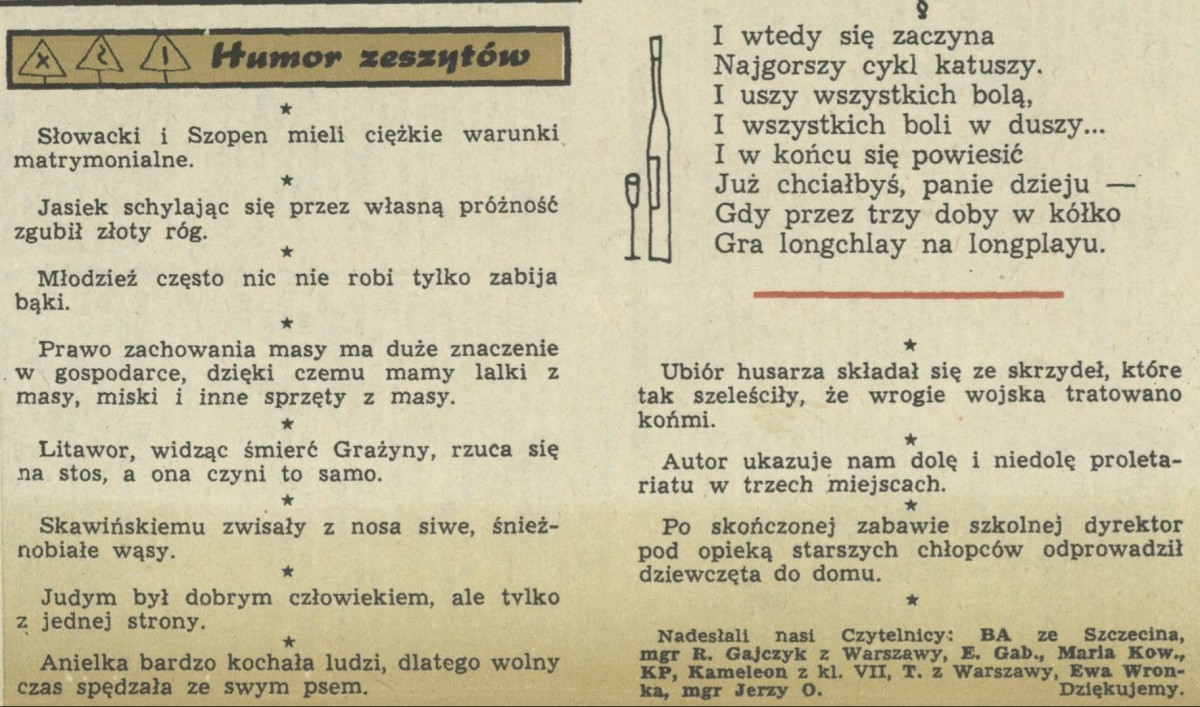 Humor zeszytów
★
Słowacki i Szopen mieli ciężkie warunki
matrymonialne.
★
Jasiek schylając się przez własną próżność
zgubił złoty róg.
★
Młodzież często nic nie robi tylko zabija
bąki.
★
Prawo zachowania masy ma duże znaczenie
w gospodarce, dzięki czemu mamy lalki z
masy, miski i inne sprzęty z masy.
★
Litawor, widząc śmierć Grażyny, rzuca się
na stos, a ona czyni to samo.
★
Skawińskiemu zwisały z nosa siwe, śnież-
nobiałe wąsy.
★
Judym był dobrym człowiekiem, ale tylko
z jednej strony.
★
Anielka bardzo kochała ludzi, dlatego wolny
czas spędzała ze swym psem.
§
I wtedy się zaczyna
Najgorszy cykl katuszy.
I uszy wszystkich bolą,
I wszystkich boli w duszy...
I w końcu się powiesić
Już chciałbyś, panie dzieju —
Gdy przez trzy doby w kółko
Gra longchlay na longplayu.
★
Ubiór husarza składał się ze skrzydeł, które
tak szeleściły, że wrogie wojska tratowano
końmi.
★
Autor ukazuje nam dolę i niedolę proleta-
riatu w trzech miejscach.
★
Po skończonej zabawie szkolnej dyrektor
pod opieką starszych chłopców odprowadził
dziewczęta do domu.
★
Nadesłali nasi Czytelnicy: BA ze Szczecina,
mgr R. Gajczyk z Warszawy, E. Gab., Maria Kow.,
KP, Kameleon z kl. VII, T. z Warszawy, Ewa Wron-
ka, mgr Jerzy O. Dziękujemy.